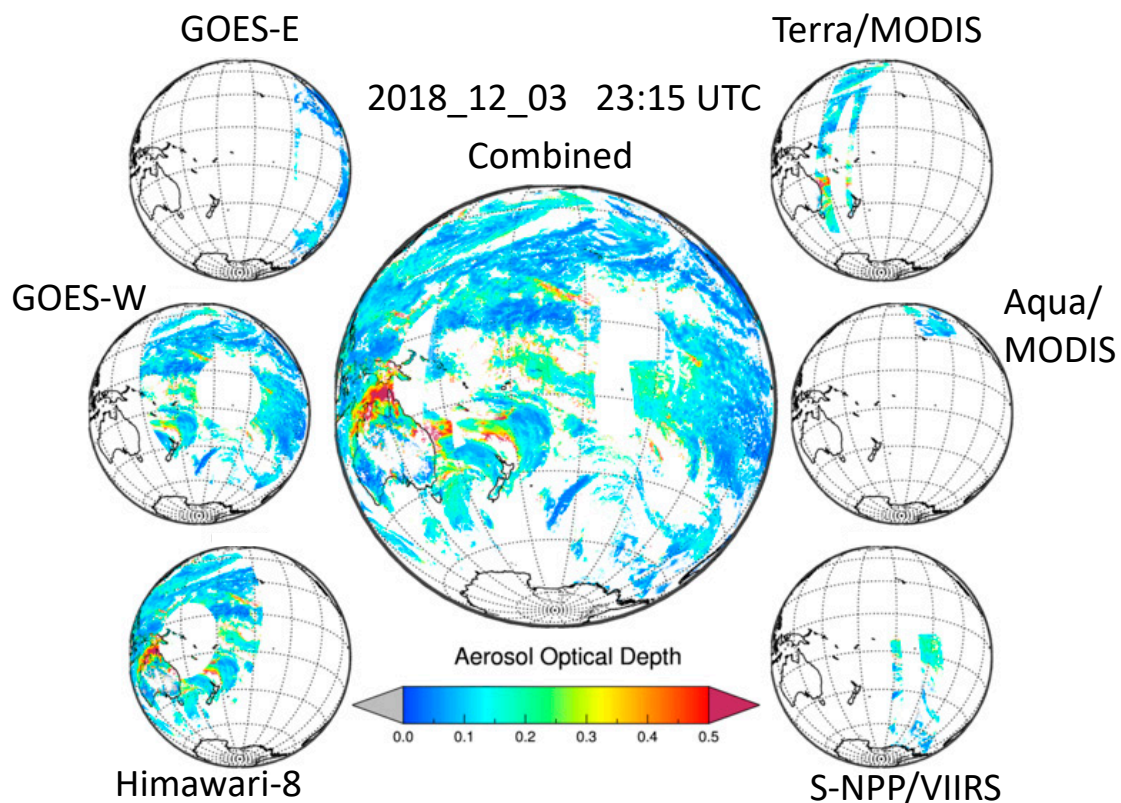 GOES-E
Terra/MODIS
2018_12_03 23:15 UTC
Combined
GOES-W
Aqua/
MODIS
Aerosol Optical Depth
0.0 0.1 0.2 0.3 0.4 0.5
Himawari-8
S-NPP/VIIRS